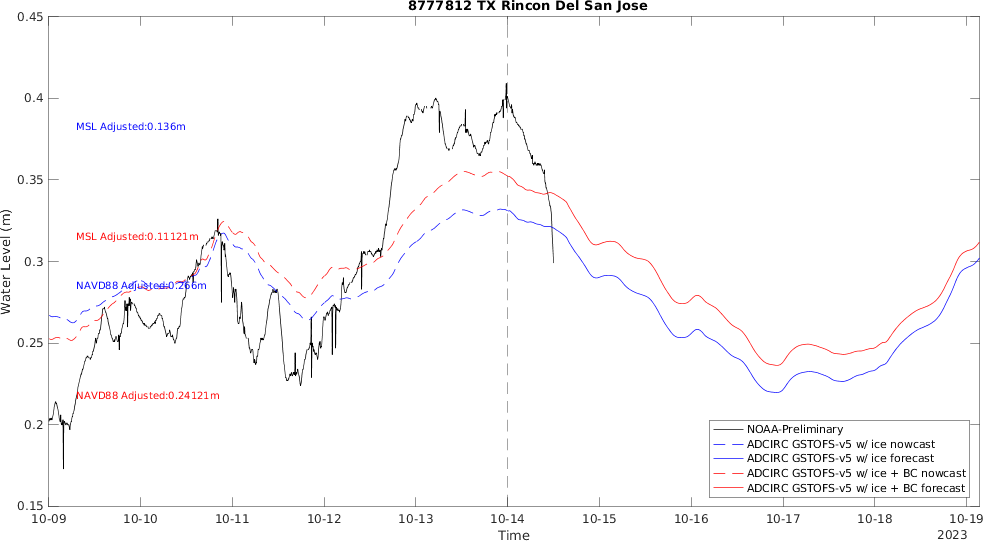 8777812 TX Rincon Del San Jose
0.45
0.4
0.35
0.3
0.25
0.2
0.15
Water Level (m)
MSL Adjusted:0.136m
MSL Adjusted:0.11121m
NAVD88 Adjusted:0.266m
NAVD88 Adjusted:0.24121m
NOAA-Preliminary
ADCIRC GSTOFS-v5 w/ ice nowcast
ADCIRC GSTOFS-v5 w/ ice forecast
ADCIRC GSTOFS-v5 w/ ice + BC nowcast
ADCIRC GSTOFS-v5 w/ ice + BC forecast
10-09 10-10 10-11 10-12 10-13 10-14 10-15 10-16 10-17 10-18 10-19
Time
2023